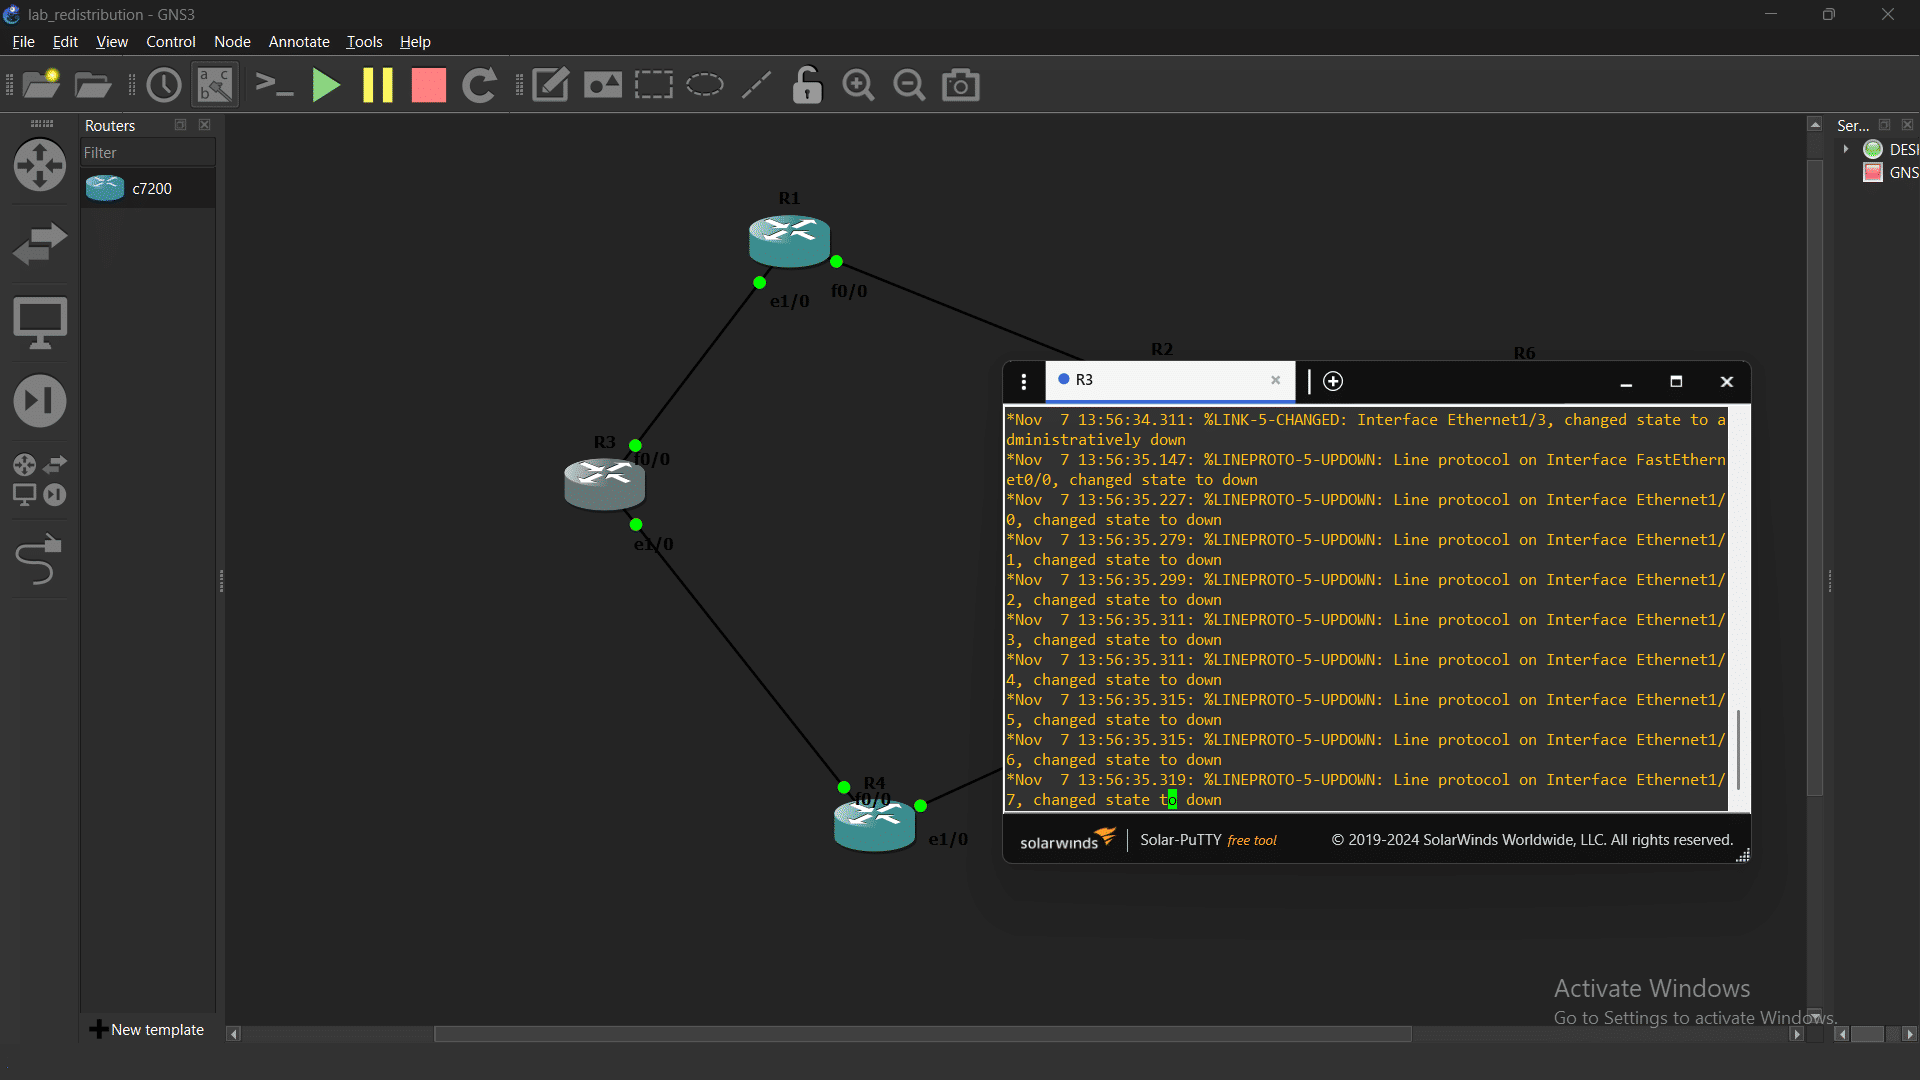 lab_redistribution - GNS3
File Edit View Control Node Annotate Tools Help
Routers
Filter
c7200
New template
R1
e1/0
f0/0
R2
R6
R3
f0/0
e1/0
R4
f0/0
e1/0
Ser...
DESI
GNS
R3
*Nov  7 13:56:34.311: %LINK-5-CHANGED: Interface Ethernet1/3, changed state to a
dministratively down
*Nov  7 13:56:35.147: %LINEPROTO-5-UPDOWN: Line protocol on Interface FastEthern
et0/0, changed state to down
*Nov  7 13:56:35.227: %LINEPROTO-5-UPDOWN: Line protocol on Interface Ethernet1/
0, changed state to down
*Nov  7 13:56:35.279: %LINEPROTO-5-UPDOWN: Line protocol on Interface Ethernet1/
1, changed state to down
*Nov  7 13:56:35.299: %LINEPROTO-5-UPDOWN: Line protocol on Interface Ethernet1/
2, changed state to down
*Nov  7 13:56:35.311: %LINEPROTO-5-UPDOWN: Line protocol on Interface Ethernet1/
3, changed state to down
*Nov  7 13:56:35.311: %LINEPROTO-5-UPDOWN: Line protocol on Interface Ethernet1/
4, changed state to down
*Nov  7 13:56:35.315: %LINEPROTO-5-UPDOWN: Line protocol on Interface Ethernet1/
5, changed state to down
*Nov  7 13:56:35.315: %LINEPROTO-5-UPDOWN: Line protocol on Interface Ethernet1/
6, changed state to down
*Nov  7 13:56:35.319: %LINEPROTO-5-UPDOWN: Line protocol on Interface Ethernet1/
7, changed state to down
solarwinds Solar-PuTTY free tool © 2019-2024 SolarWinds Worldwide, LLC. All rights reserved.
Activate Windows
Go to Settings to activate Windows.